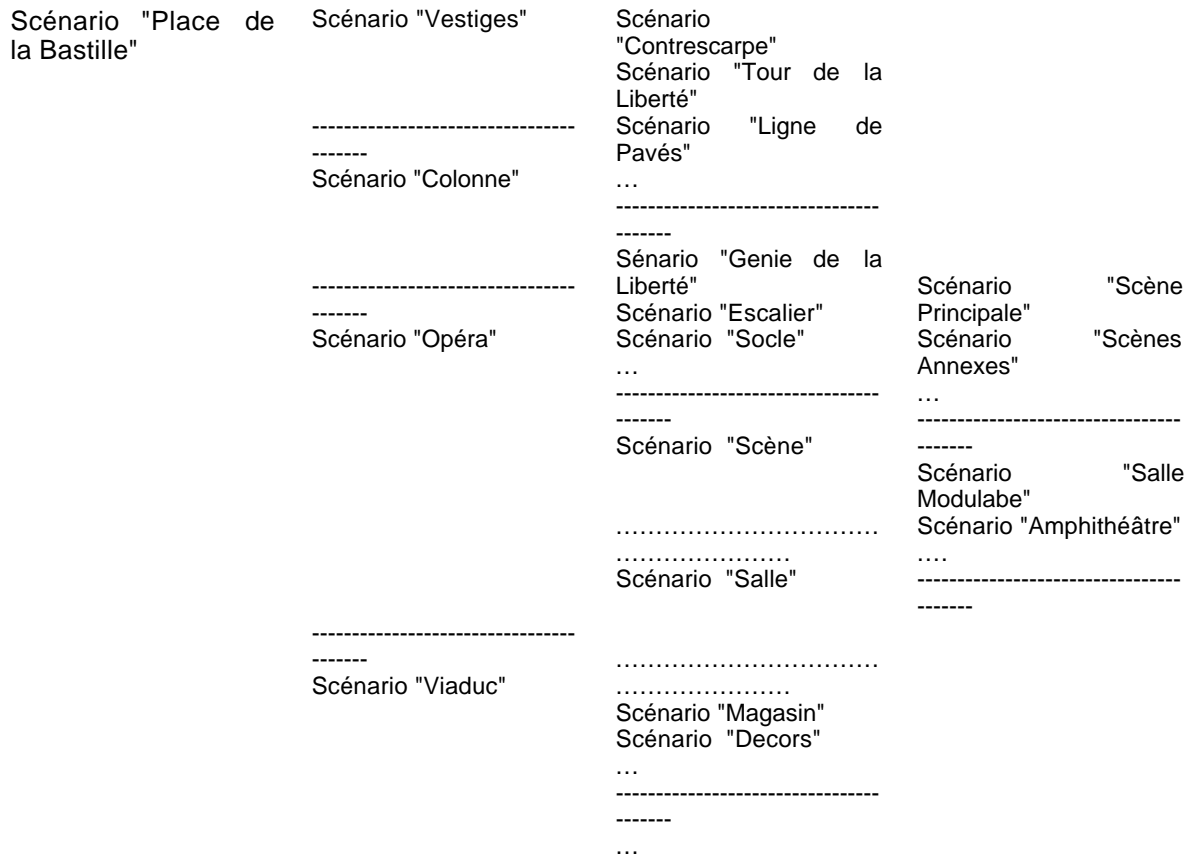 Scénario "Place de
la Bastille"
Scénario "Vestiges"
---------------------------------
-------
Scénario "Colonne"
---------------------------------
-------
Scénario "Opéra"
---------------------------------
-------
Scénario "Viaduc"
Scénario
"Contrescarpe"
Scénario "Tour de la
Liberté"
Scénario "Ligne de
Pavés"
…
---------------------------------
-------
Sénario "Genie de la
Liberté"
Scénario "Escalier"
Scénario "Socle"
…
---------------------------------
-------
Scénario "Scène"
……………………………
………………….
Scénario "Salle"
……………………………
………………….
Scénario "Magasin"
Scénario "Decors"
…
---------------------------------
-------
…
Scénario "Scène
Principale"
Scénario "Scènes
Annexes"
…
---------------------------------
-------
Scénario "Salle
Modulabe"
Scénario "Amphithéâtre"
….
---------------------------------
-------